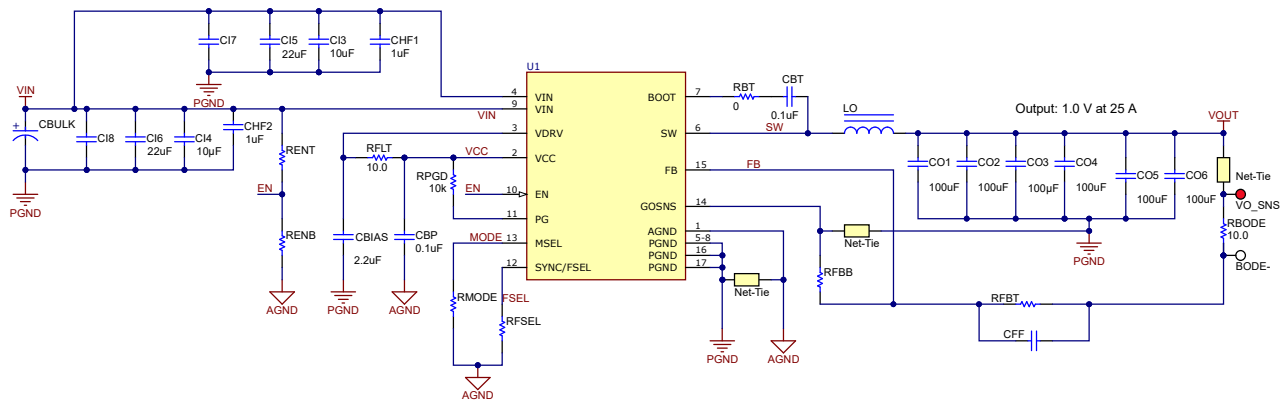 CI7
CI5
22uF
CI3
10uF
CHF1
1uF
PGND
VIN
+
CBULK
CI8
CI6
22uF
CI4
10µF
CHF2
1uF
RENT
EN
RENB
PGND
AGND
U1
4
VIN
9
VIN
VIN
3
VDRV
2
VCC
VCC
10
EN
EN
11
PG
13
MSEL
MODE
12
SYNC/FSEL
FSEL
RFLT
10.0
RPGD
10k
CBIAS
2.2uF
CBP
0.1uF
PGND
AGND
RMODE
RFSEL
AGND
BOOT
7
SW
6
FB
15
GOSNS
14
AGND
1
PGND
5-8
PGND
16
PGND
17
RBT
0
CBT
0.1uF
SW
FB
LO
Output: 1.0 V at 25 A
VOUT
CO1
100uF
CO2
100uF
CO3
100µF
CO4
100uF
CO5
100uF
CO6
100uF
Net-Tie
VO_SNS
RBODE
10.0
BODE-
Net-Tie
PGND
Net-Tie
PGND
AGND
RFBB
RFBT
CFF